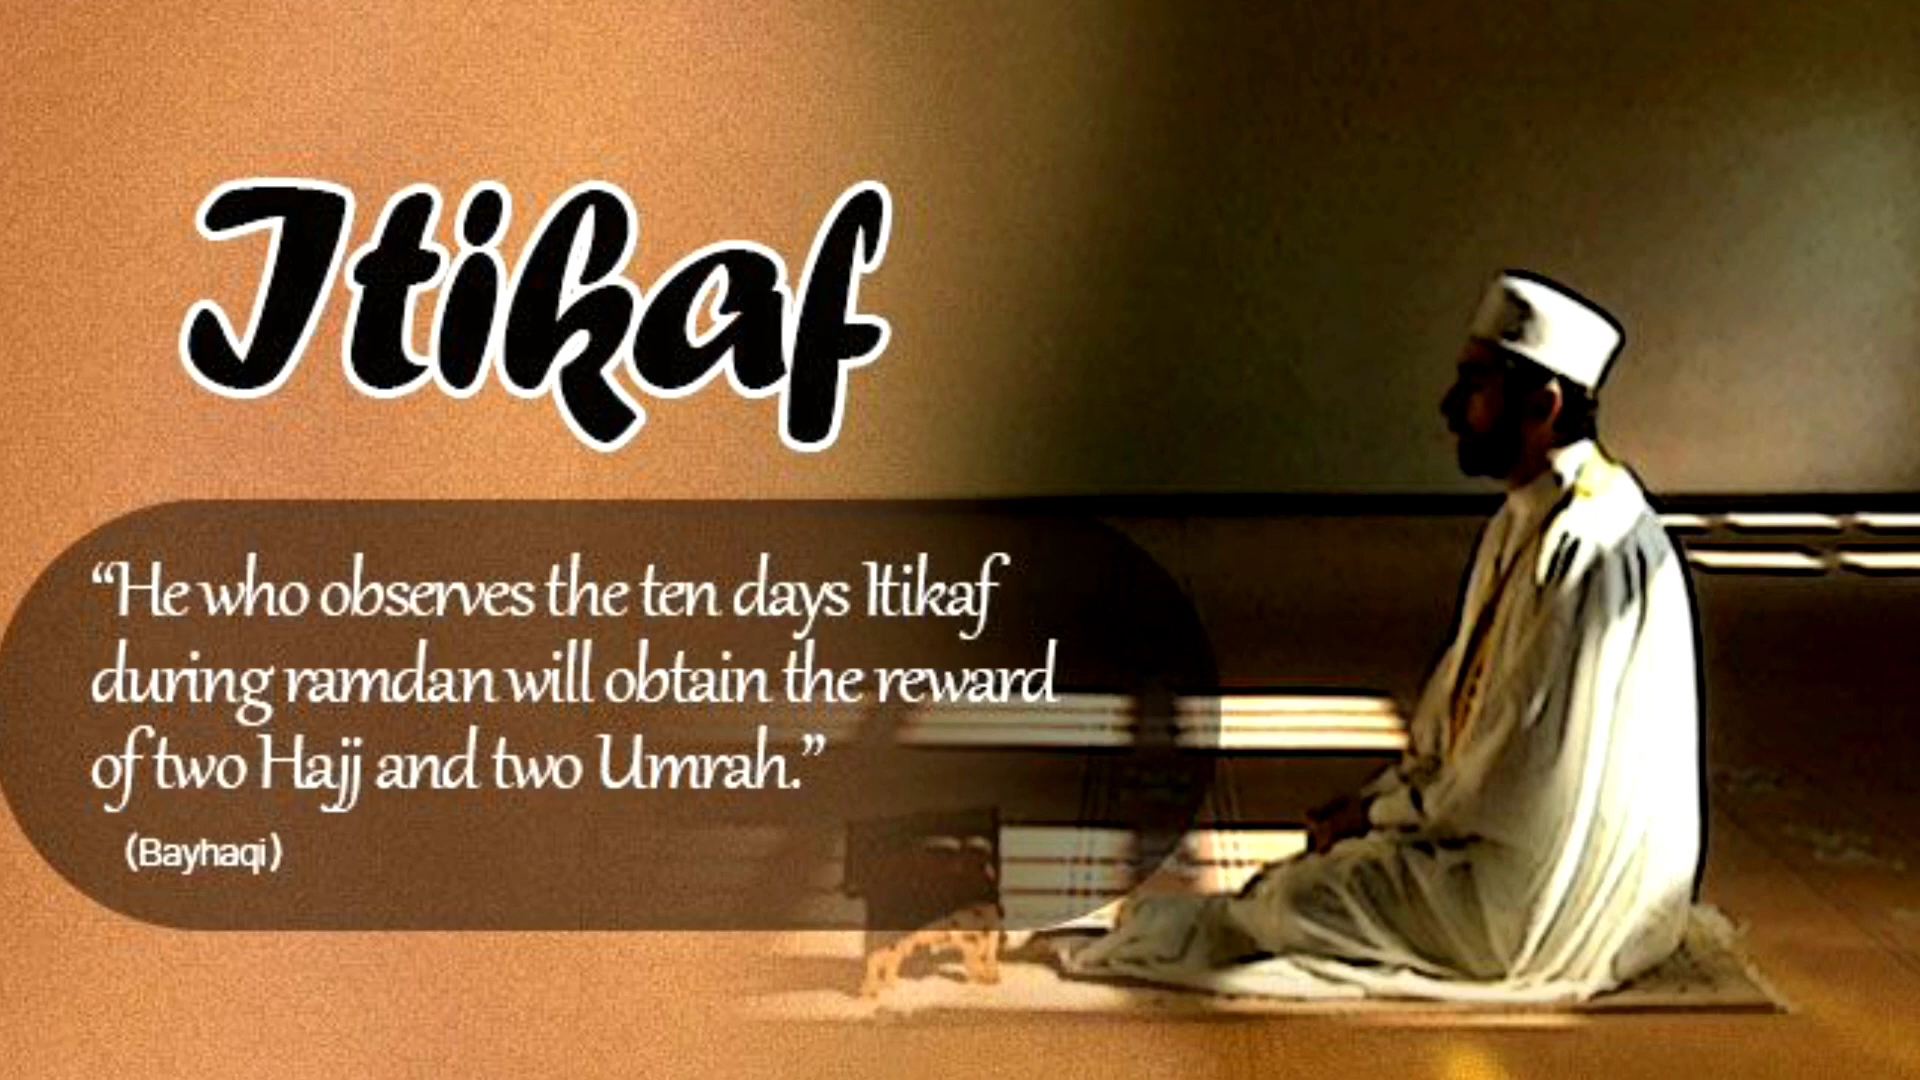 Itikaf
“He who observes the ten days Itikaf
during ramdan will obtain the reward
of two Hajj and two Umrah.”
(Bayhaqi)